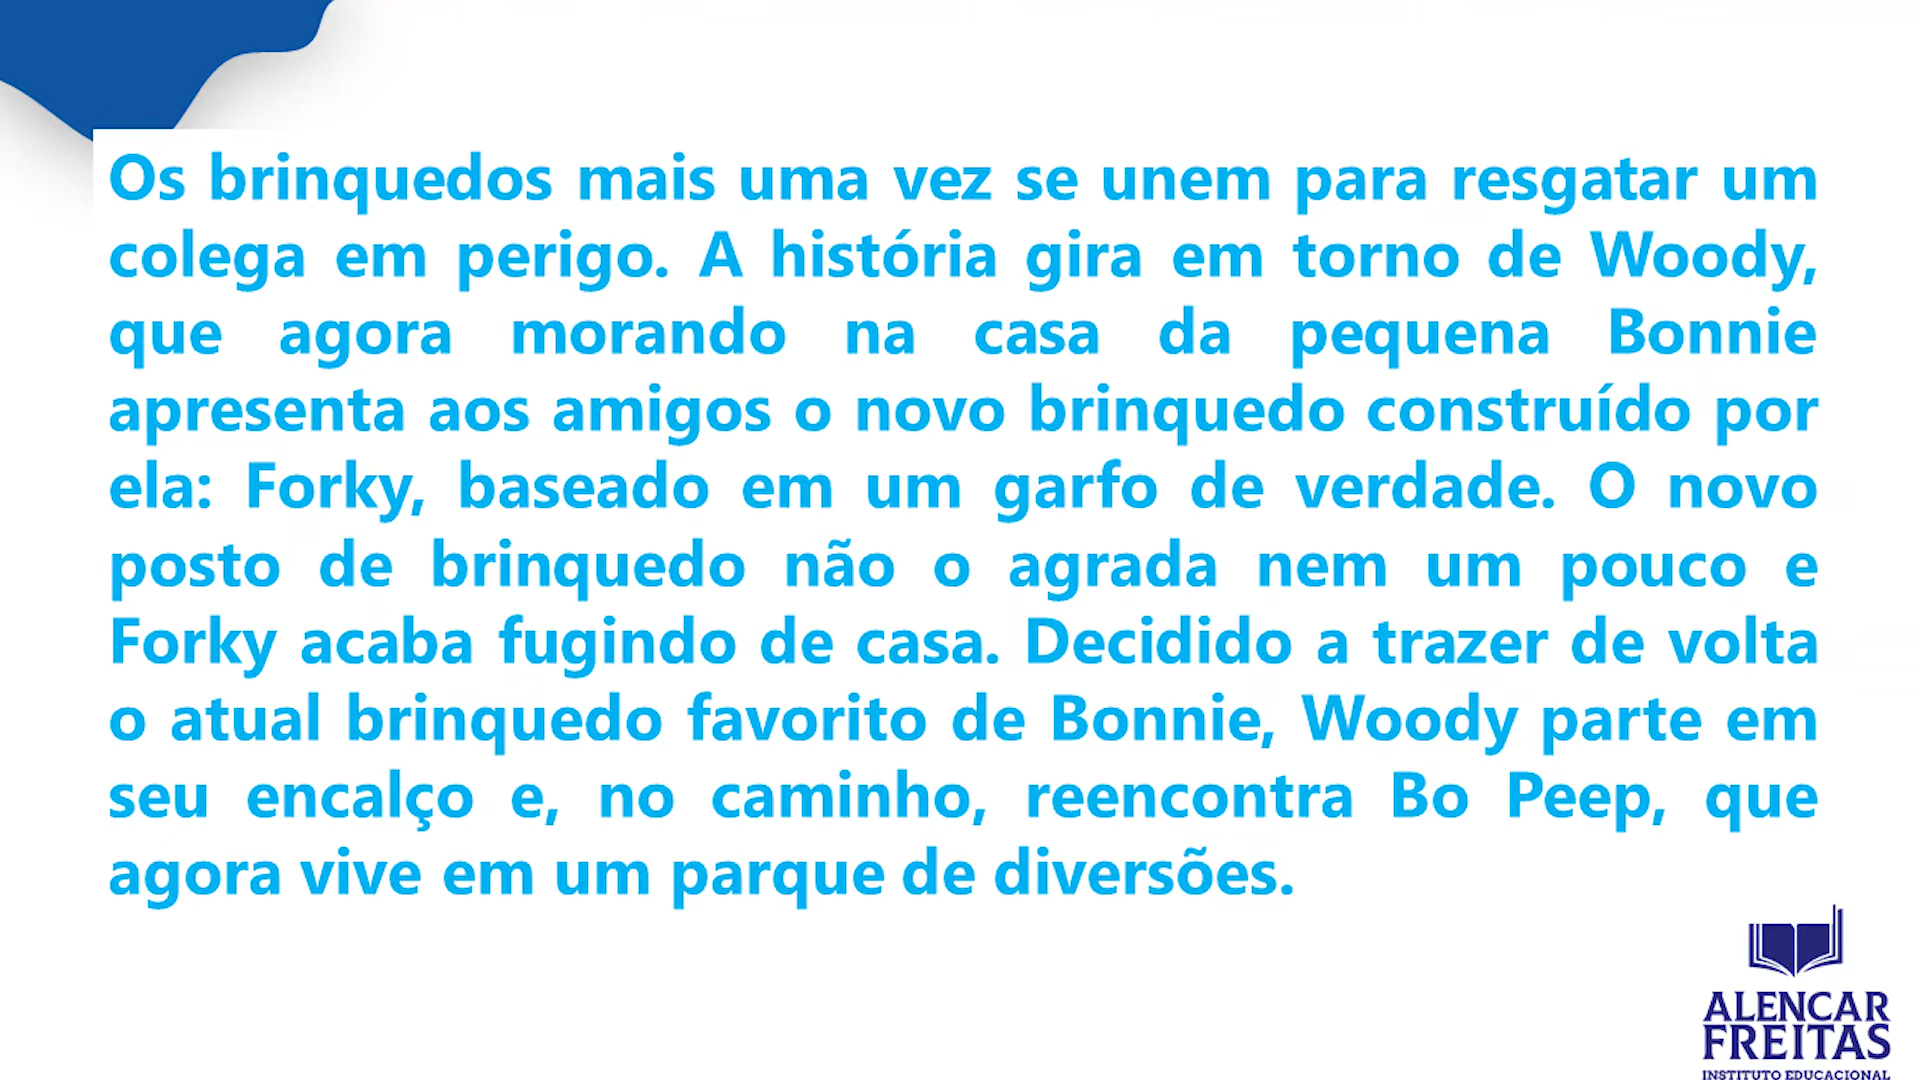 Os brinquedos mais uma vez se unem para resgatar um
colega em perigo. A história gira em torno de Woody,
que agora morando na casa da pequena Bonnie
apresenta aos amigos o novo brinquedo construído por
ela: Forky, baseado em um garfo de verdade. O novo
posto de brinquedo não o agrada nem um pouco e
Forky acaba fugindo de casa. Decidido a trazer de volta
o atual brinquedo favorito de Bonnie, Woody parte em
seu encalço e, no caminho, reencontra Bo Peep, que
agora vive em um parque de diversões.
ALENCAR
FREITAS
INSTITUTO EDUCACIONAL